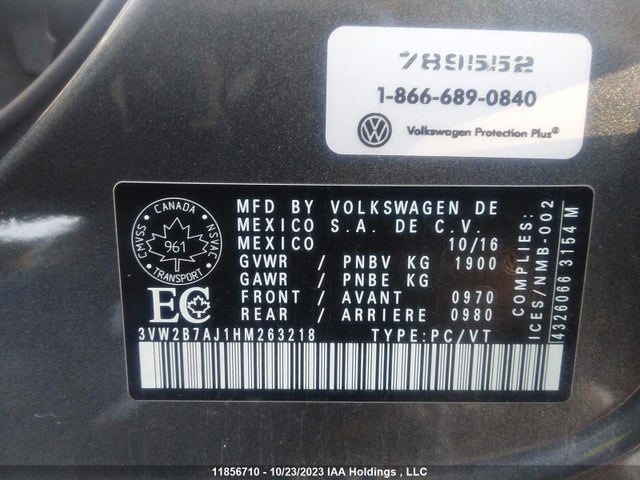 789552
1-866-689-0840
Volkswagen Protection Plus®
CANADA
CMVSS
NSVAC
961
TRANSPORT
EC
MFD BY VOLKSWAGEN DE
MEXICO S.A. DE C.V.
MEXICO 10/16
GVWR / PNBV KG 1900
GAWR / PNBE KG
FRONT / AVANT 0970
REAR / ARRIERE 0980
3VW2B7AJ1HM263218 TYPE:PC/VT
COMPLIES:
ICES/NMB-002
4326066 3154 M
11856710 - 10/23/2023 IAA Holdings , LLC